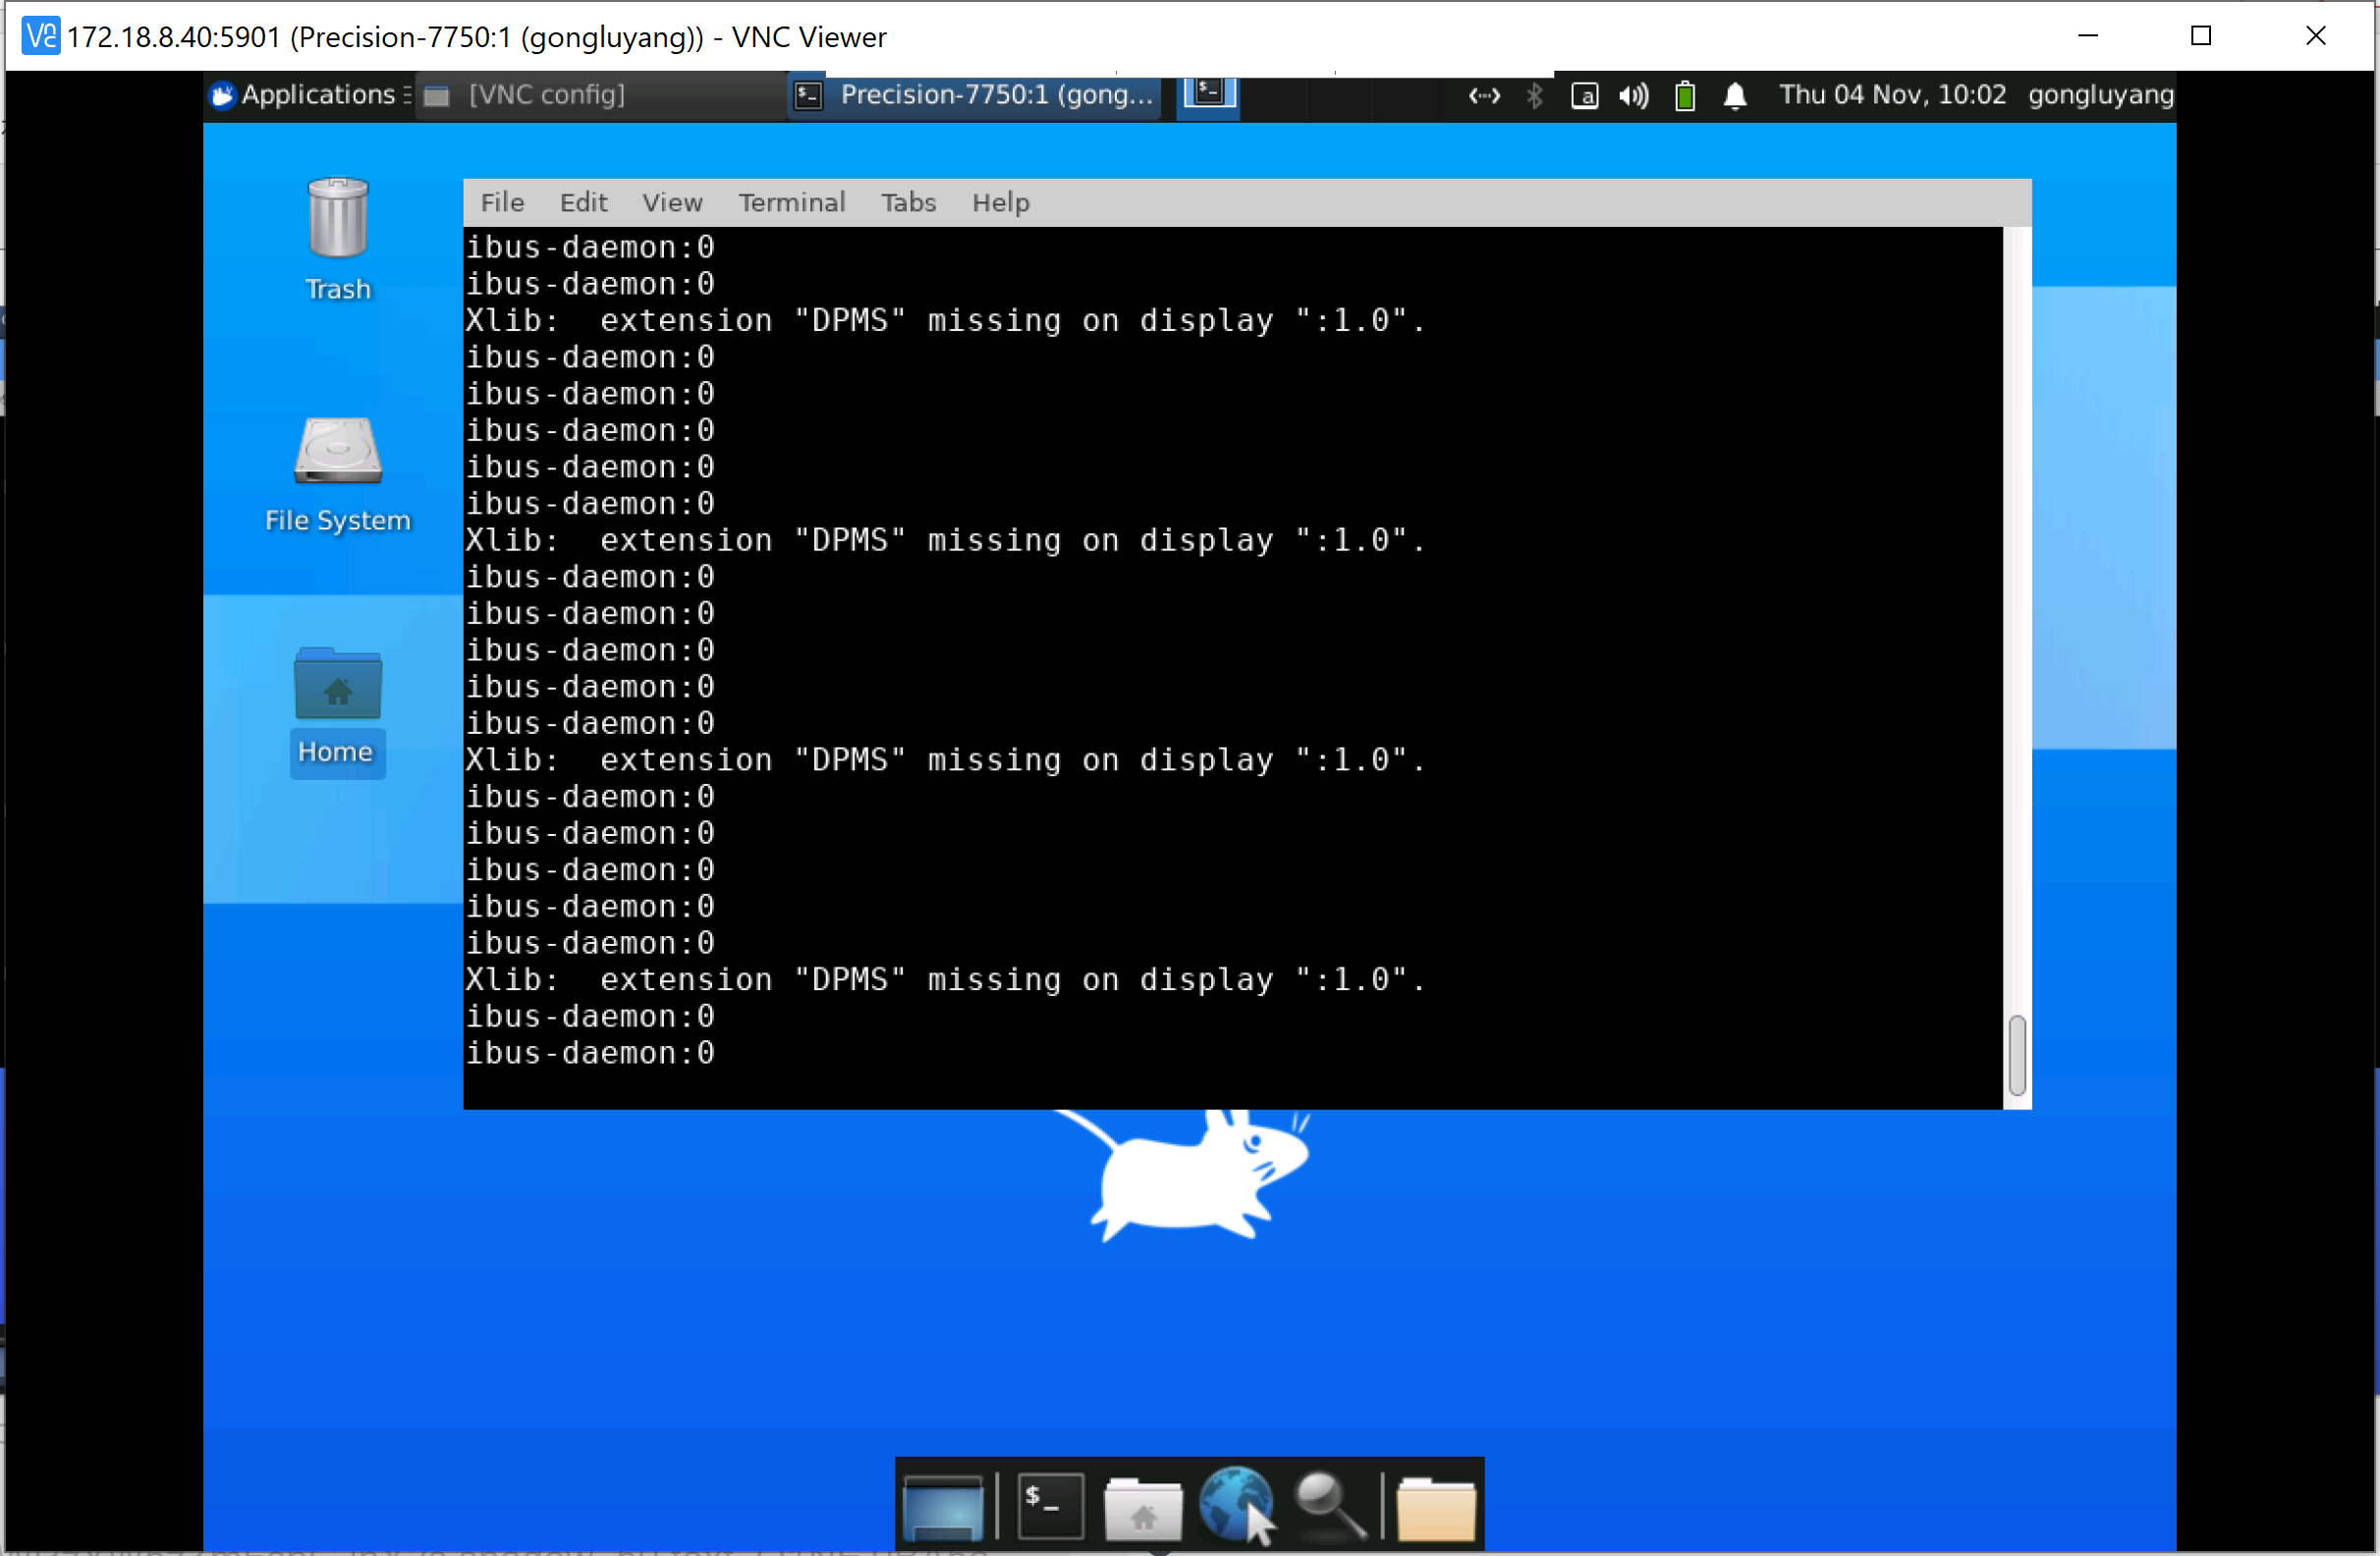 172.18.8.40:5901 (Precision-7750:1 (gongluyang)) - VNC Viewer
Applications [VNC config] Precision-7750:1 (gong... Thu 04 Nov, 10:02 gongluyang
File Edit View Terminal Tabs Help
ibus-daemon:0
ibus-daemon:0
Xlib:  extension "DPMS" missing on display ":1.0".
ibus-daemon:0
ibus-daemon:0
ibus-daemon:0
ibus-daemon:0
ibus-daemon:0
Xlib:  extension "DPMS" missing on display ":1.0".
ibus-daemon:0
ibus-daemon:0
ibus-daemon:0
ibus-daemon:0
ibus-daemon:0
Xlib:  extension "DPMS" missing on display ":1.0".
ibus-daemon:0
ibus-daemon:0
ibus-daemon:0
ibus-daemon:0
ibus-daemon:0
Xlib:  extension "DPMS" missing on display ":1.0".
ibus-daemon:0
ibus-daemon:0
Trash
File System
Home